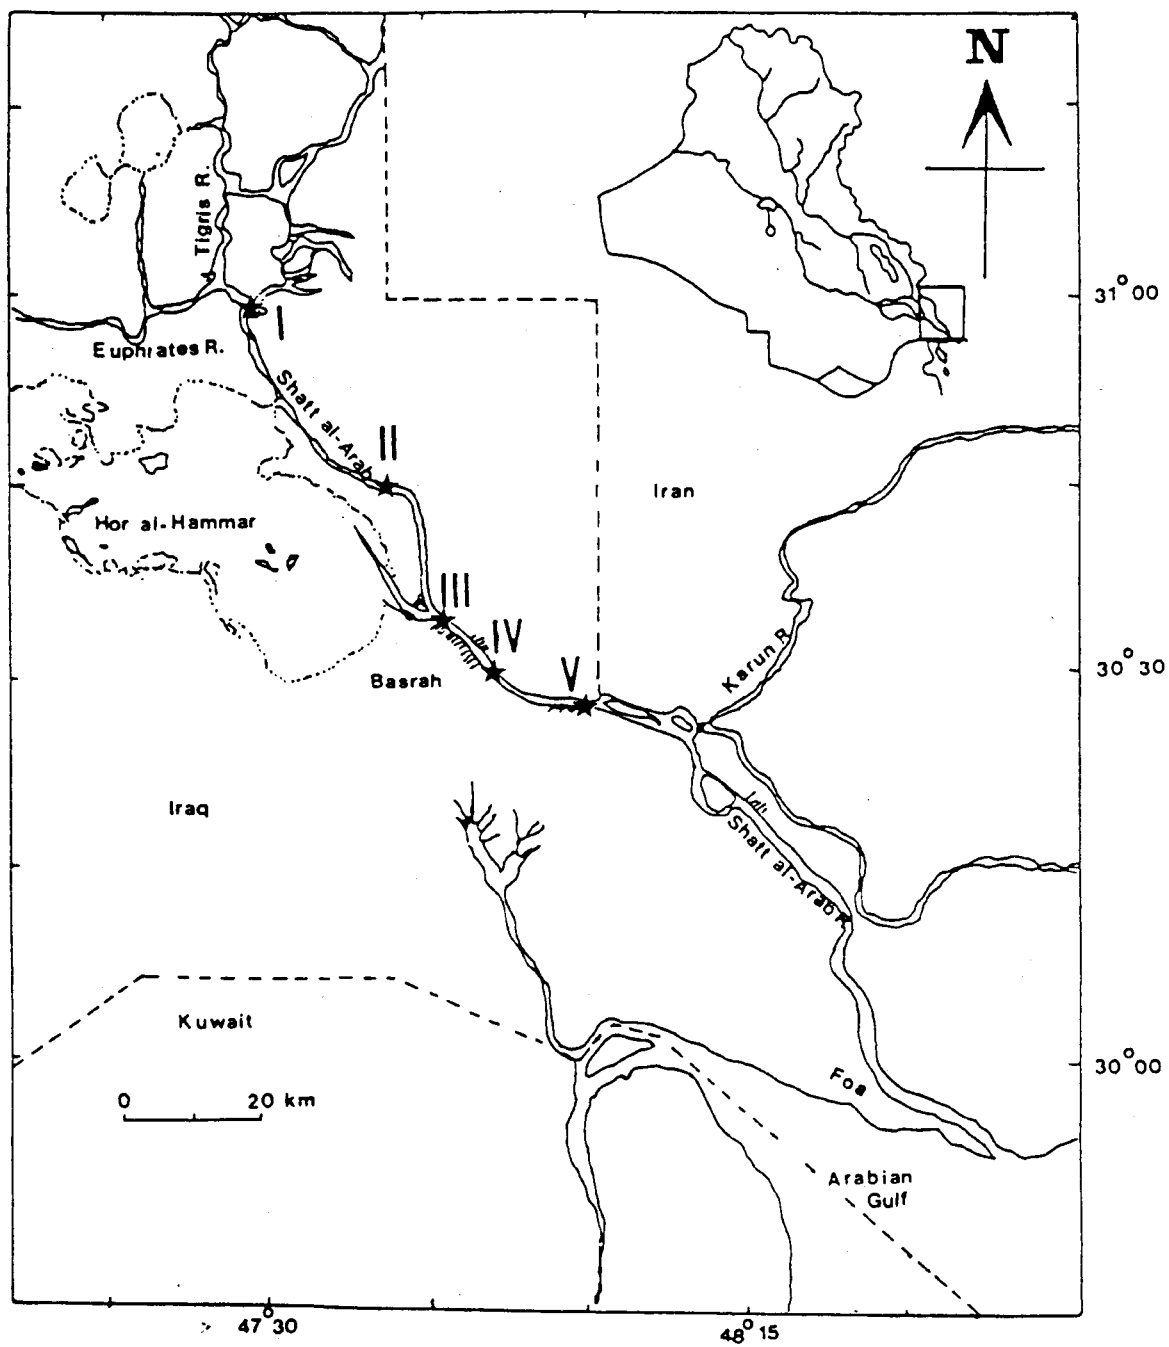 N
Tigris R.
31° 00
I
Euphrates R.
Shatt al-Arab
II
Iran
Hor al-Hammar
III
IV
Karun R
30° 30
V
Basrah
Iraq
Shatt al-Arab
Kuwait
30° 00
Foa
0 20 km
Arabian
Gulf
47° 30
48° 15